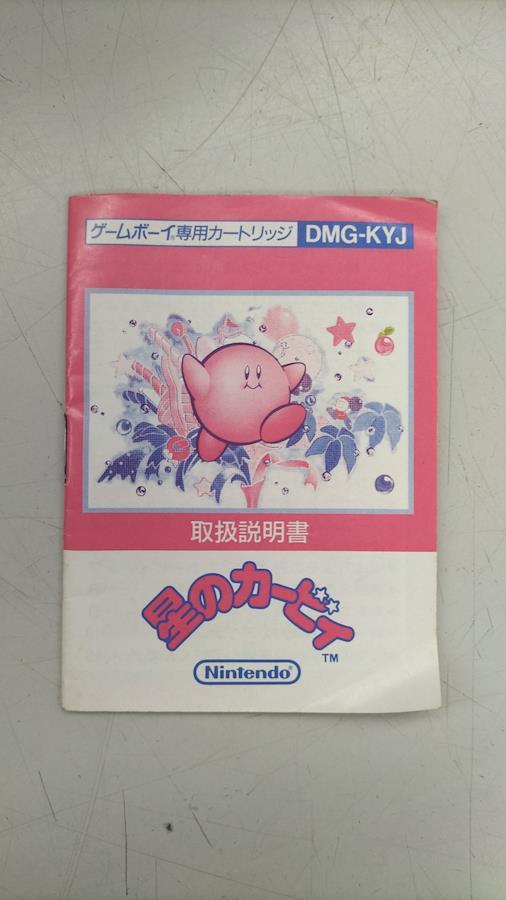 ゲームボーイ®専用カートリッジ DMG-KYJ
取扱説明書
星のカービィ
TM
Nintendo®